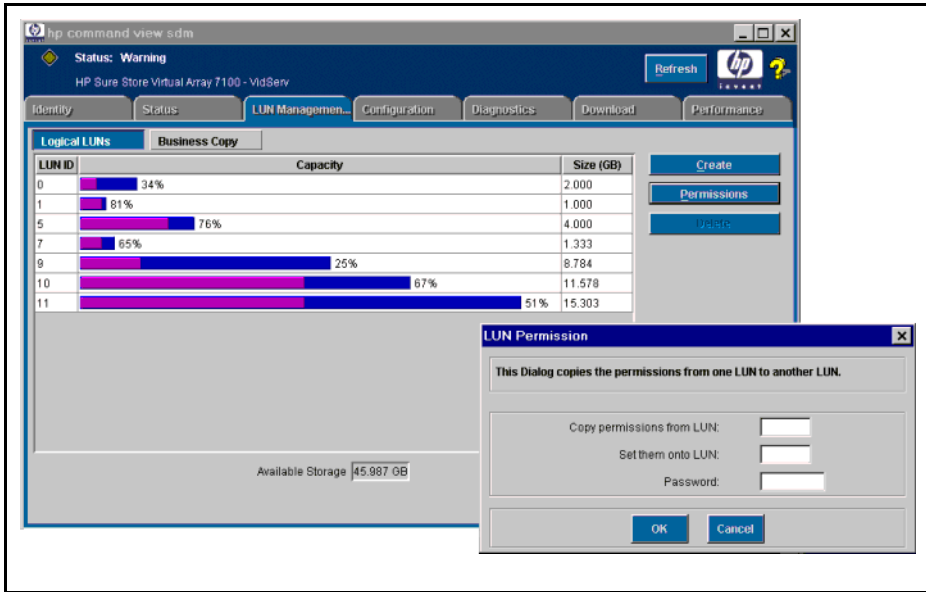 hp command view sdm
Status: Warning
HP Sure Store Virtual Array 7100 - VidServ
Refresh
hp
invent
?
Identity Status LUN Managemen... Configuration Diagnostics Download Performance
Logical LUNs Business Copy
LUN ID Capacity Size (GB)
0 34% 2.000
1 81% 1.000
5 76% 4.000
7 65% 1.333
9 25% 8.784
10 67% 11.578
11 51% 15.303
Create
Permissions
Delete
Available Storage 45.987 GB
LUN Permission
This Dialog copies the permissions from one LUN to another LUN.
Copy permissions from LUN:
Set them onto LUN:
Password:
OK Cancel